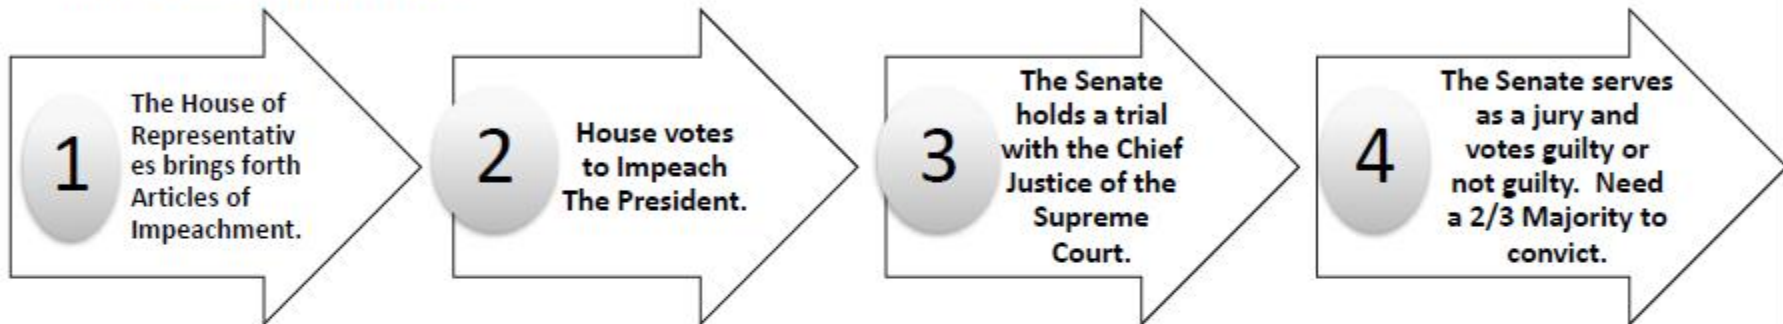 1
The House of
Representativ
es brings forth
Articles of
Impeachment.
2
House votes
to Impeach
The President.
3
The Senate
holds a trial
with the Chief
Justice of the
Supreme
Court.
4
The Senate serves
as a jury and
votes guilty or
not guilty.  Need
a 2/3 Majority to
convict.